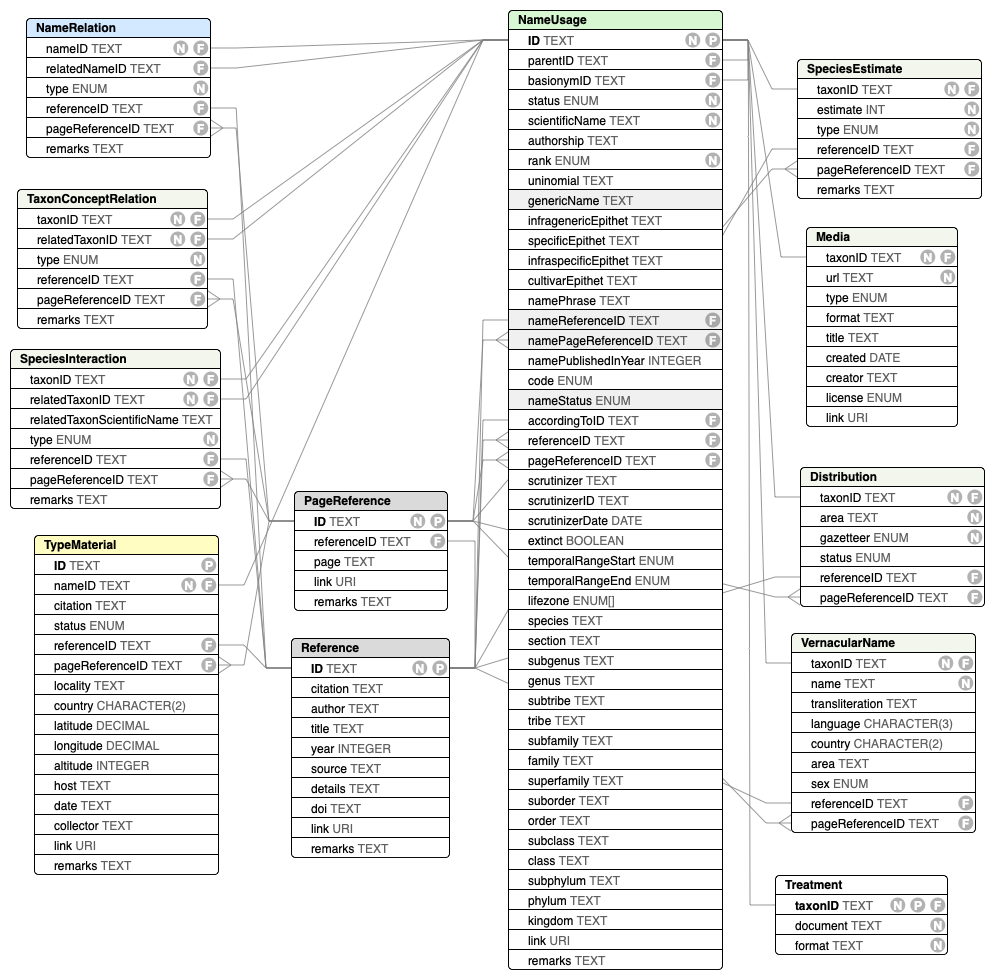 NameRelation
nameID TEXT N F
relatedNameID TEXT F
type ENUM N
referenceID TEXT F
pageReferenceID TEXT F
remarks TEXT
TaxonConceptRelation
taxonID TEXT N F
relatedTaxonID TEXT N F
type ENUM N
referenceID TEXT F
pageReferenceID TEXT F
remarks TEXT
SpeciesInteraction
taxonID TEXT N F
relatedTaxonID TEXT N F
relatedTaxonScientificName TEXT
type ENUM N
referenceID TEXT F
pageReferenceID TEXT F
remarks TEXT
TypeMaterial
ID TEXT P
nameID TEXT N F
citation TEXT
status ENUM
referenceID TEXT F
pageReferenceID TEXT F
locality TEXT
country CHARACTER(2)
latitude DECIMAL
longitude DECIMAL
altitude INTEGER
host TEXT
date TEXT
collector TEXT
link URI
remarks TEXT
PageReference
ID TEXT N P
referenceID TEXT F
page TEXT
link URI
remarks TEXT
Reference
ID TEXT N P
citation TEXT
author TEXT
title TEXT
year INTEGER
source TEXT
details TEXT
doi TEXT
link URI
remarks TEXT
NameUsage
ID TEXT N P
parentID TEXT F
basionymID TEXT F
status ENUM N
scientificName TEXT N
authorship TEXT
rank ENUM N
uninomial TEXT
genericName TEXT
infragenericEpithet TEXT
specificEpithet TEXT
infraspecificEpithet TEXT
cultivarEpithet TEXT
namePhrase TEXT
nameReferenceID TEXT F
namePageReferenceID TEXT F
namePublishedInYear INTEGER
code ENUM
nameStatus ENUM
accordingToID TEXT F
referenceID TEXT F
pageReferenceID TEXT F
scrutinizer TEXT
scrutinizerID TEXT
scrutinizerDate DATE
extinct BOOLEAN
temporalRangeStart ENUM
temporalRangeEnd ENUM
lifezone ENUM[]
species TEXT
section TEXT
subgenus TEXT
genus TEXT
subtribe TEXT
tribe TEXT
subfamily TEXT
family TEXT
superfamily TEXT
suborder TEXT
order TEXT
subclass TEXT
class TEXT
subphylum TEXT
phylum TEXT
kingdom TEXT
link URI
remarks TEXT
SpeciesEstimate
taxonID TEXT N F
estimate INT N
type ENUM N
referenceID TEXT F
pageReferenceID TEXT F
remarks TEXT
Media
taxonID TEXT N F
url TEXT N
type ENUM
format TEXT
title TEXT
created DATE
creator TEXT
license ENUM
link URI
Distribution
taxonID TEXT N F
area TEXT N
gazetteer ENUM N
status ENUM
referenceID TEXT F
pageReferenceID TEXT F
VernacularName
taxonID TEXT N F
name TEXT N
transliteration TEXT
language CHARACTER(3)
country CHARACTER(2)
area TEXT
sex ENUM
referenceID TEXT F
pageReferenceID TEXT F
Treatment
taxonID TEXT N P F
document TEXT N
format TEXT N